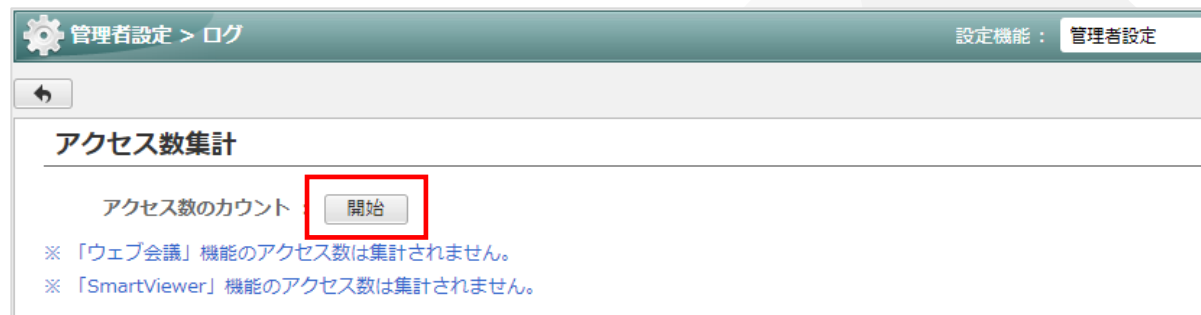 管理者設定 > ログ
設定機能： 管理者設定
アクセス数集計
アクセス数のカウント： 開始
※ 「ウェブ会議」機能のアクセス数は集計されません。
※ 「SmartViewer」機能のアクセス数は集計されません。